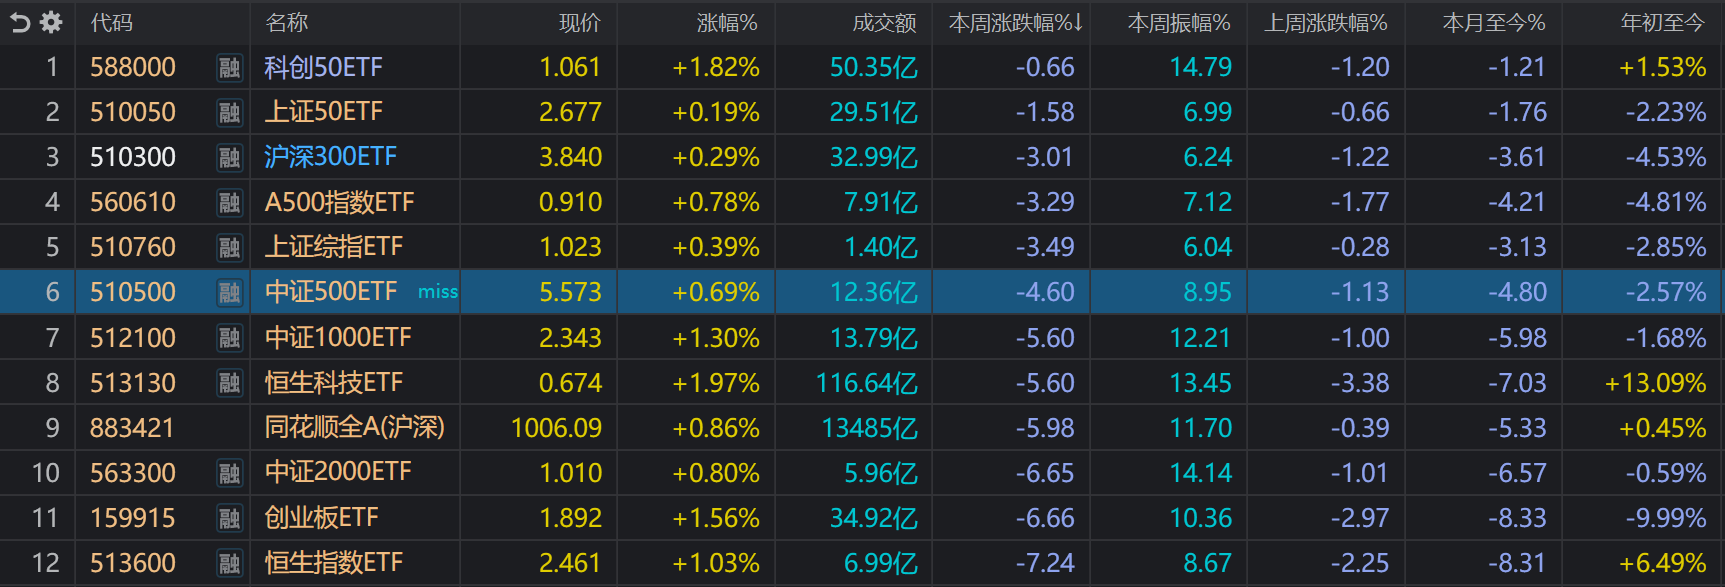 代码 名称 现价 涨幅% 成交额 本周涨跌幅%↓ 本周振幅% 上周涨跌幅% 本月至今% 年初至今
1 588000 融 科创50ETF 1.061 +1.82% 50.35亿 -0.66 14.79 -1.20 -1.21 +1.53%
2 510050 融 上证50ETF 2.677 +0.19% 29.51亿 -1.58 6.99 -0.66 -1.76 -2.23%
3 510300 融 沪深300ETF 3.840 +0.29% 32.99亿 -3.01 6.24 -1.22 -3.61 -4.53%
4 560610 融 A500指数ETF 0.910 +0.78% 7.91亿 -3.29 7.12 -1.77 -4.21 -4.81%
5 510760 融 上证综指ETF 1.023 +0.39% 1.40亿 -3.49 6.04 -0.28 -3.13 -2.85%
6 510500 融 中证500ETF miss 5.573 +0.69% 12.36亿 -4.60 8.95 -1.13 -4.80 -2.57%
7 512100 融 中证1000ETF 2.343 +1.30% 13.79亿 -5.60 12.21 -1.00 -5.98 -1.68%
8 513130 融 恒生科技ETF 0.674 +1.97% 116.64亿 -5.60 13.45 -3.38 -7.03 +13.09%
9 883421 同花顺全A(沪深) 1006.09 +0.86% 13485亿 -5.98 11.70 -0.39 -5.33 +0.45%
10 563300 融 中证2000ETF 1.010 +0.80% 5.96亿 -6.65 14.14 -1.01 -6.57 -0.59%
11 159915 融 创业板ETF 1.892 +1.56% 34.92亿 -6.66 10.36 -2.97 -8.33 -9.99%
12 513600 融 恒生指数ETF 2.461 +1.03% 6.99亿 -7.24 8.67 -2.25 -8.31 +6.49%